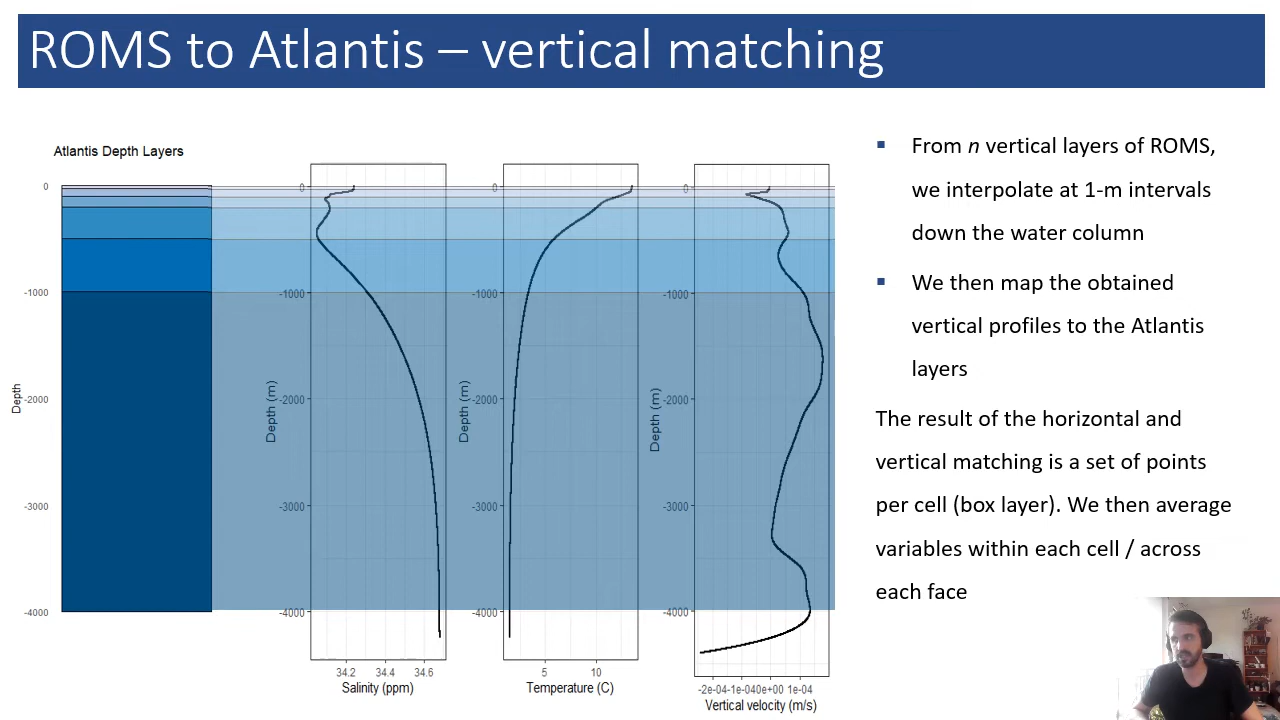 ROMS to Atlantis – vertical matching
Atlantis Depth Layers
Depth
0
-1000
-2000
-3000
-4000
Depth (m)
0
-1000
-2000
-3000
-4000
34.2 34.4 34.6
Salinity (ppm)
Depth (m)
0
-1000
-2000
-3000
-4000
5 10
Temperature (C)
Depth (m)
0
-1000
-2000
-3000
-4000
-2e-04-1e-040e+00 1e-04
Vertical velocity (m/s)
▪ From n vertical layers of ROMS,
we interpolate at 1-m intervals
down the water column
▪ We then map the obtained
vertical profiles to the Atlantis
layers
The result of the horizontal and
vertical matching is a set of points
per cell (box layer). We then average
variables within each cell / across
each face